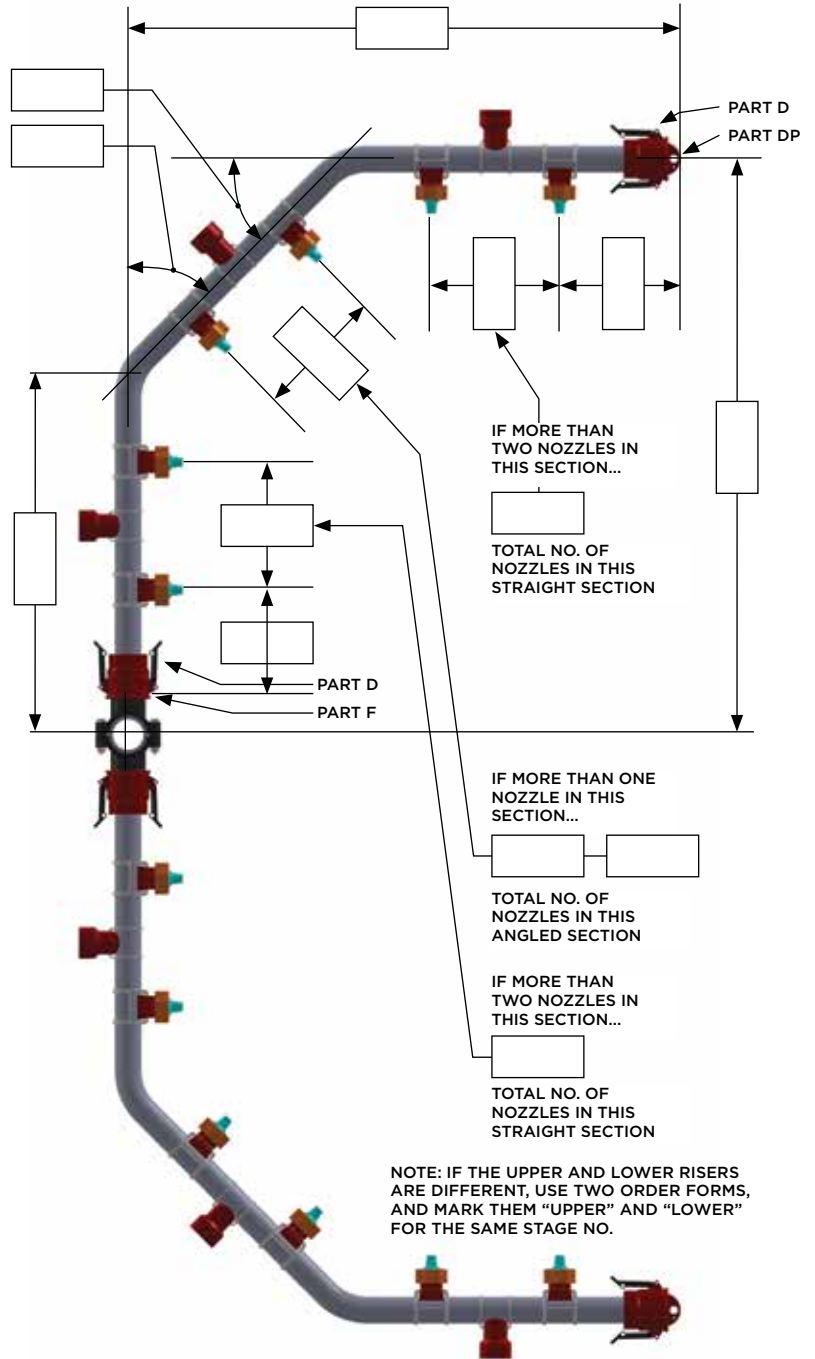 PART D
PART DP
IF MORE THAN
TWO NOZZLES IN
THIS SECTION...
TOTAL NO. OF
NOZZLES IN THIS
STRAIGHT SECTION
PART D
PART F
IF MORE THAN ONE
NOZZLE IN THIS
SECTION...
TOTAL NO. OF
NOZZLES IN THIS
ANGLED SECTION
IF MORE THAN
TWO NOZZLES IN
THIS SECTION...
TOTAL NO. OF
NOZZLES IN THIS
STRAIGHT SECTION
NOTE: IF THE UPPER AND LOWER RISERS
ARE DIFFERENT, USE TWO ORDER FORMS,
AND MARK THEM “UPPER” AND “LOWER”
FOR THE SAME STAGE NO.